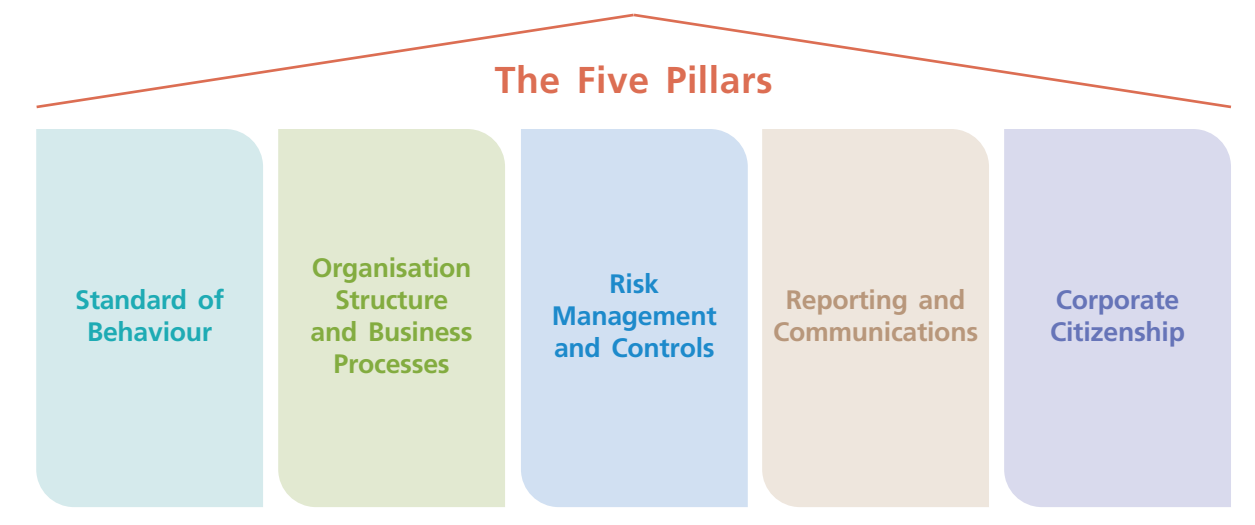 The Five Pillars
Standard of
Behaviour
Organisation
Structure
and Business
Processes
Risk
Management
and Controls
Reporting and
Communications
Corporate
Citizenship